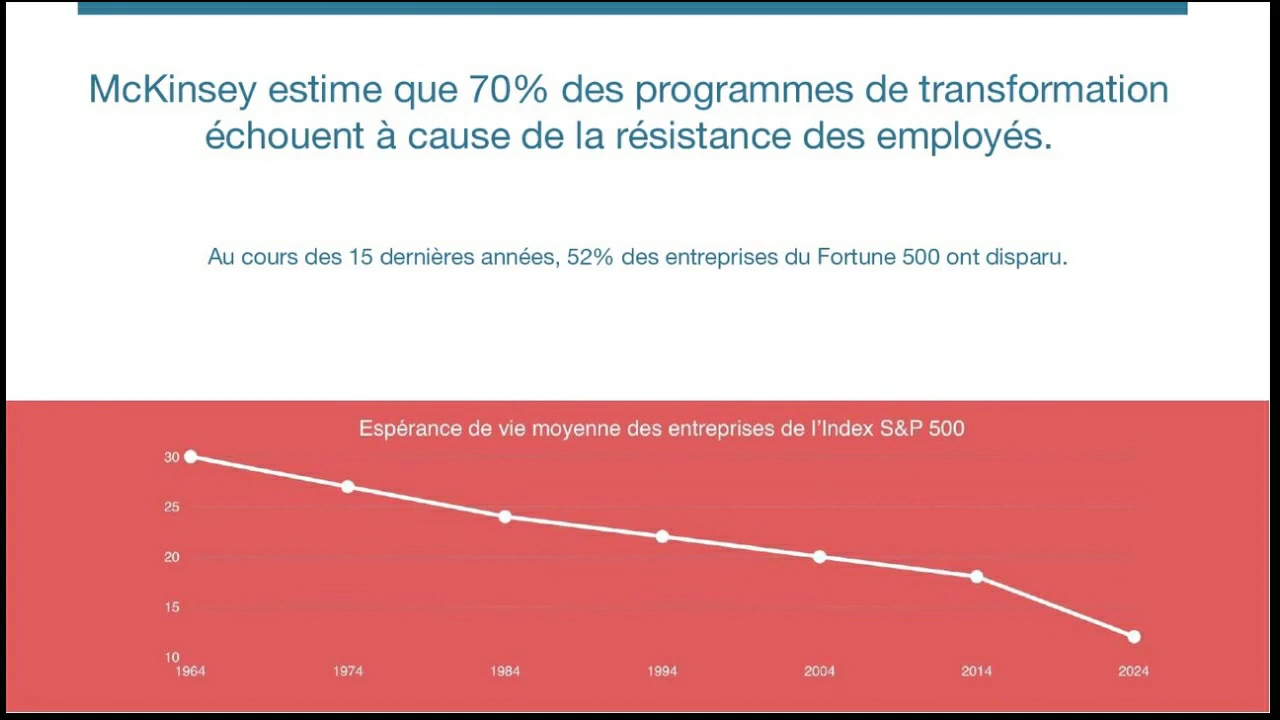 McKinsey estime que 70% des programmes de transformation
échouent à cause de la résistance des employés.
Au cours des 15 dernières années, 52% des entreprises du Fortune 500 ont disparu.
Espérance de vie moyenne des entreprises de l'Index S&P 500
30
25
20
15
10
1964 1974 1984 1994 2004 2014 2024